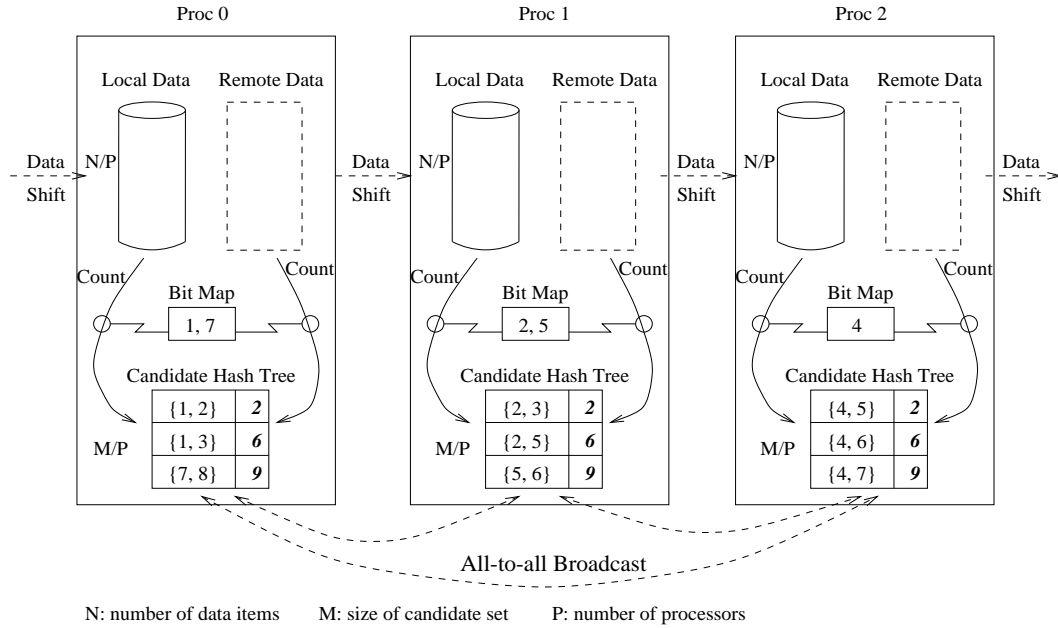 Proc 0
Proc 1
Proc 2
Local Data
Remote Data
Local Data
Remote Data
Local Data
Remote Data
Data
Shift
N/P
Data
Shift
N/P
Data
Shift
N/P
Data
Shift
Count
Count
Count
Count
Count
Count
Bit Map
1, 7
Bit Map
2, 5
Bit Map
4
Candidate Hash Tree
M/P
{1, 2} 2
{1, 3} 6
{7, 8} 9
Candidate Hash Tree
M/P
{2, 3} 2
{2, 5} 6
{5, 6} 9
Candidate Hash Tree
M/P
{4, 5} 2
{4, 6} 6
{4, 7} 9
All-to-all Broadcast
N: number of data items M: size of candidate set P: number of processors